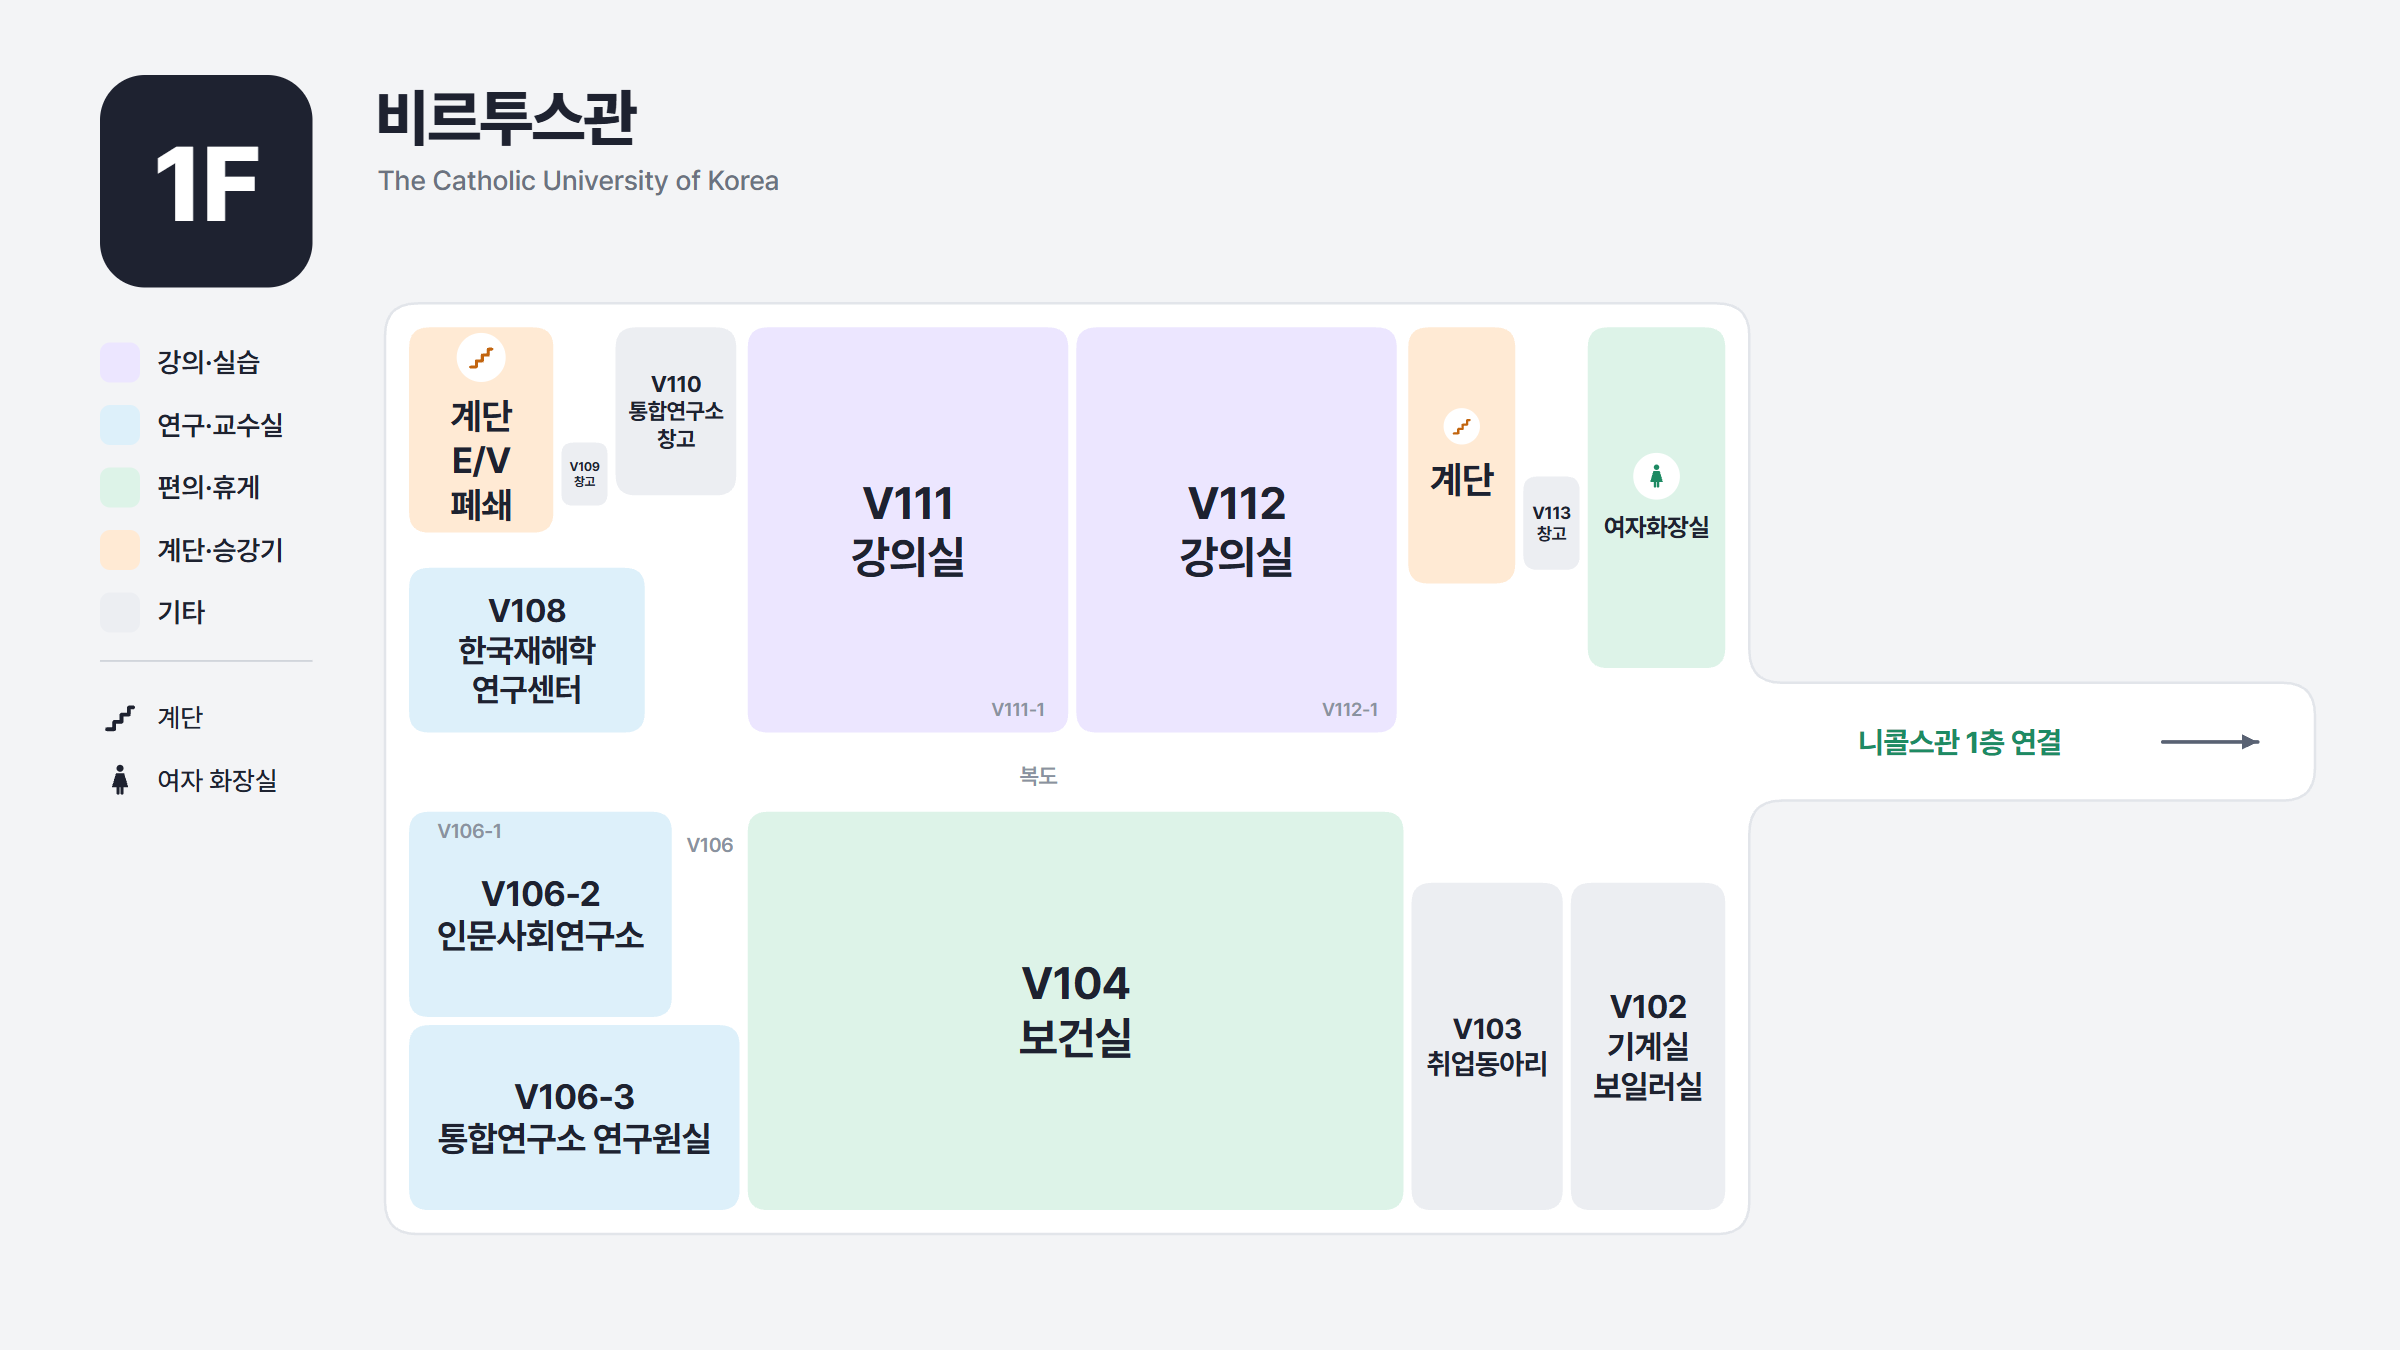 1F
비르투스관
The Catholic University of Korea
강의·실습
연구·교수실
편의·휴게
계단·승강기
기타
계단
여자 화장실
계단
E/V
폐쇄
V109
창고
V110
통합연구소
창고
V111
강의실
V111-1
V112
강의실
V112-1
계단
V113
창고
여자화장실
V108
한국재해학
연구센터
니콜스관 1층 연결
복도
V106-1
V106-2
인문사회연구소
V106
V106-3
통합연구소 연구원실
V104
보건실
V103
취업동아리
V102
기계실
보일러실